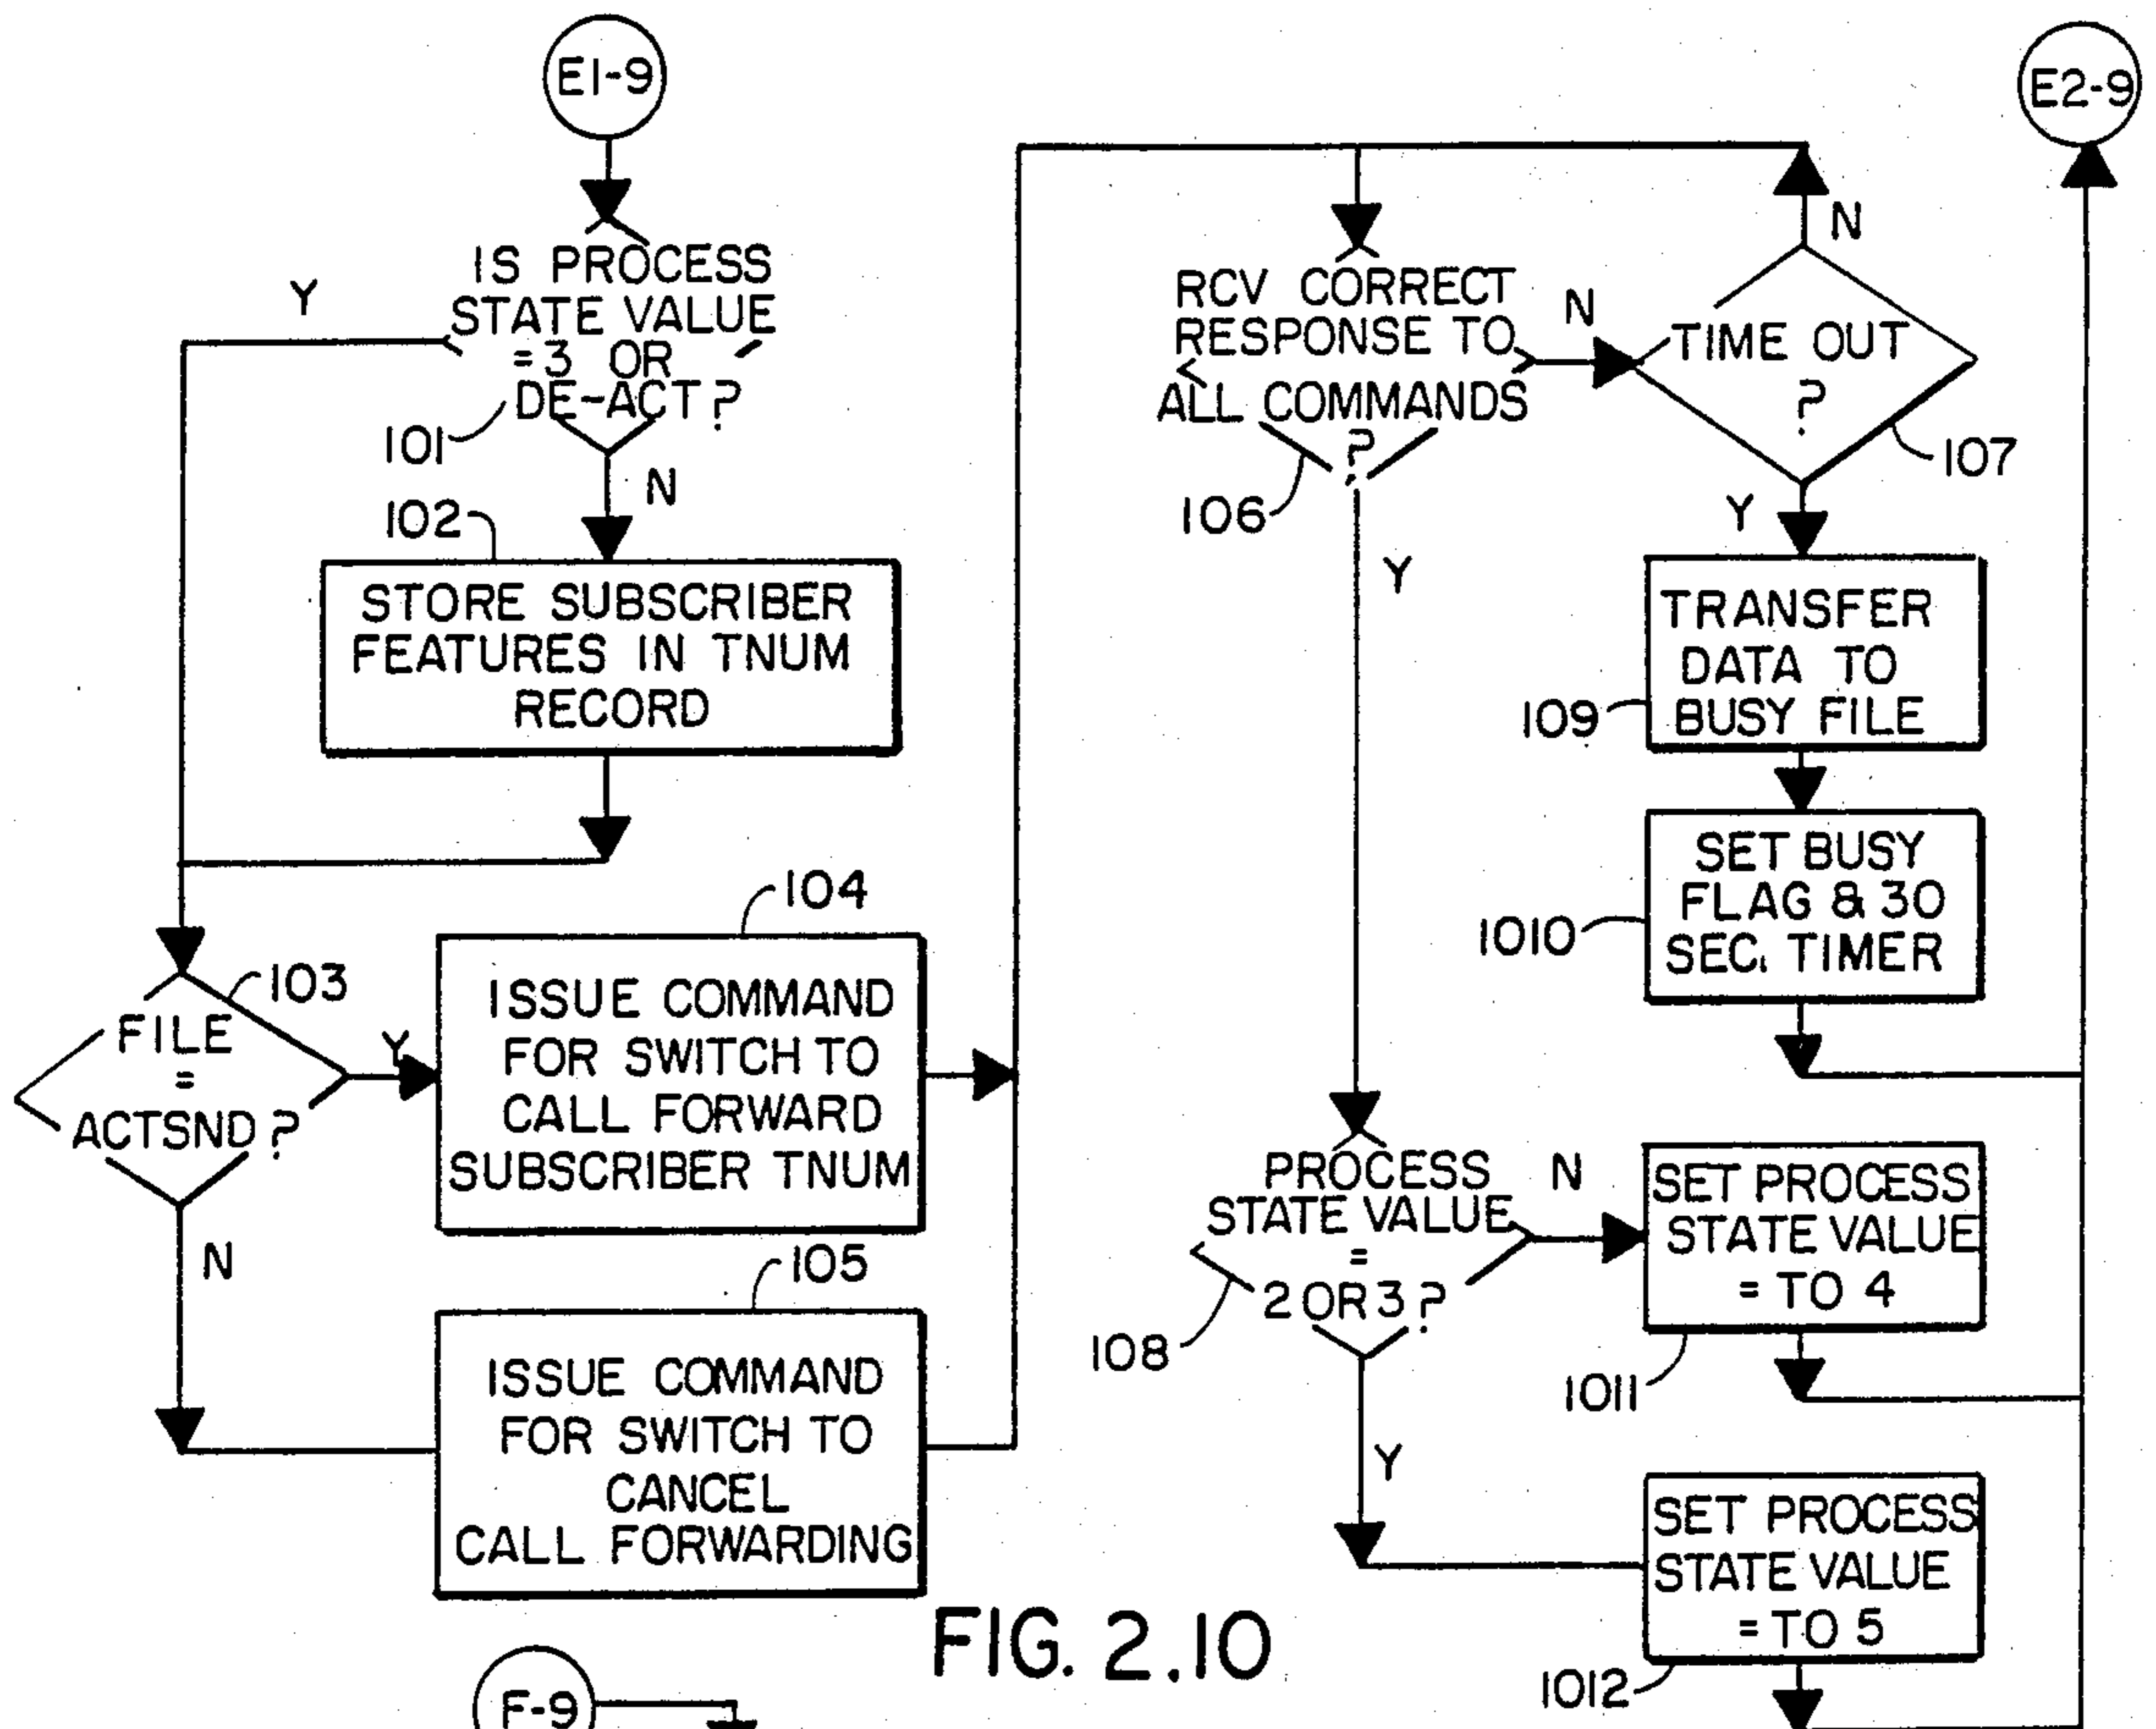 E1-9
IS PROCESS
STATE VALUE
=3 OR
DE-ACT?
Y
101
N
102
STORE SUBSCRIBER
FEATURES IN TNUM
RECORD
103
FILE
=
ACTSND?
Y
N
104
ISSUE COMMAND
FOR SWITCH TO
CALL FORWARD
SUBSCRIBER TNUM
105
ISSUE COMMAND
FOR SWITCH TO
CANCEL
CALL FORWARDING
RCV CORRECT
RESPONSE TO
ALL COMMANDS
?
106
N
Y
TIME OUT
?
107
N
Y
TRANSFER
DATA TO
BUSY FILE
109
SET BUSY
FLAG & 30
SEC. TIMER
1010
PROCESS
STATE VALUE
=
2 OR 3?
108
N
Y
SET PROCESS
STATE VALUE
= TO 4
1011
SET PROCESS
STATE VALUE
= TO 5
1012
E2-9
FIG. 2.10
F-9